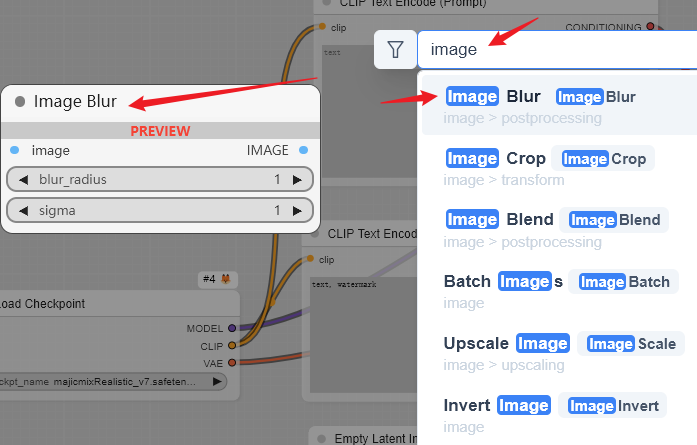 CLIP Text Encode (Prompt)
clip
CONDITIONING
text
image
Image Blur
PREVIEW
image IMAGE
blur_radius 1
sigma 1
Image Blur ImageBlur
image > postprocessing
Image Crop ImageCrop
image > transform
Image Blend ImageBlend
image > postprocessing
Batch Images ImageBatch
image
Upscale Image ImageScale
image > upscaling
Invert Image ImageInvert
image
CLIP Text Encod
clip
text, watermark
#4
oad Checkpoint
MODEL
CLIP
VAE
ckpt_name majicmixRealistic_v7.safeten...
Empty Latent In